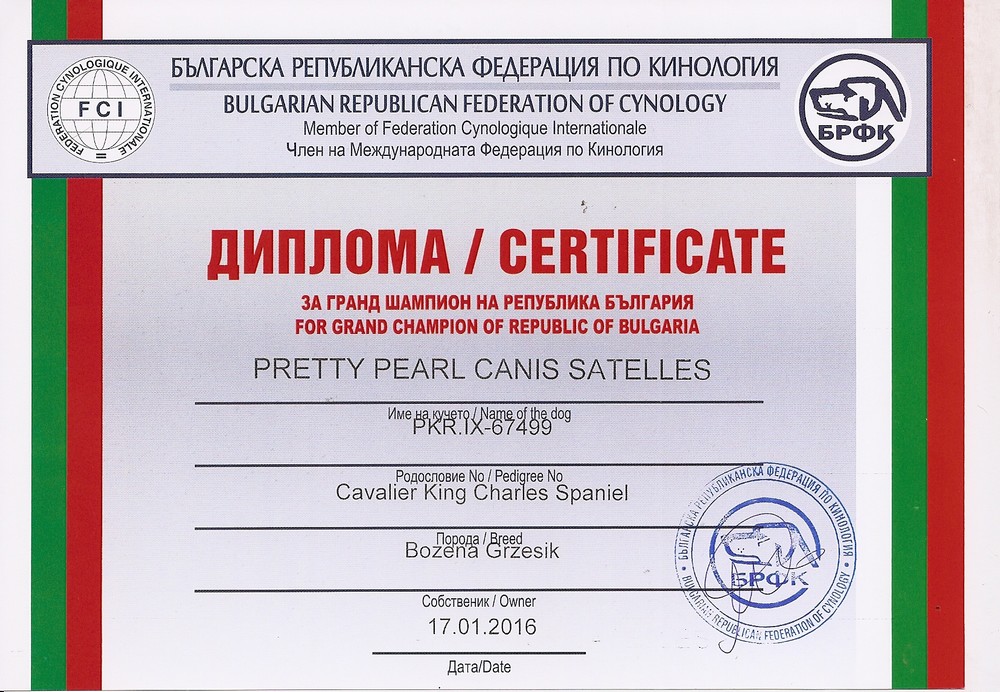 FEDERATION CYNOLOGIQUE INTERNATIONALE
FCI
БЪЛГАРСКА РЕПУБЛИКАНСКА ФЕДЕРАЦИЯ ПО КИНОЛОГИЯ
BULGARIAN REPUBLICAN FEDERATION OF CYNOLOGY
Member of Federation Cynologique Internationale
Член на Международната Федерация по Кинология
БРФК
ДИПЛОМА / CERTIFICATE
ЗА ГРАНД ШАМПИОН НА РЕПУБЛИКА БЪЛГАРИЯ
FOR GRAND CHAMPION OF REPUBLIC OF BULGARIA
PRETTY PEARL CANIS SATELLES
Име на кучето / Name of the dog
PKR.IX-67499
Родословие No / Pedigree No
Cavalier King Charles Spaniel
Порода / Breed
Bozena Grzesik
Собственик / Owner
17.01.2016
Дата/Date
БЪЛГАРСКА РЕПУБЛИКАНСКА ФЕДЕРАЦИЯ ПО КИНОЛОГИЯ
БРФК
BULGARIAN REPUBLICAN FEDERATION OF CYNOLOGY